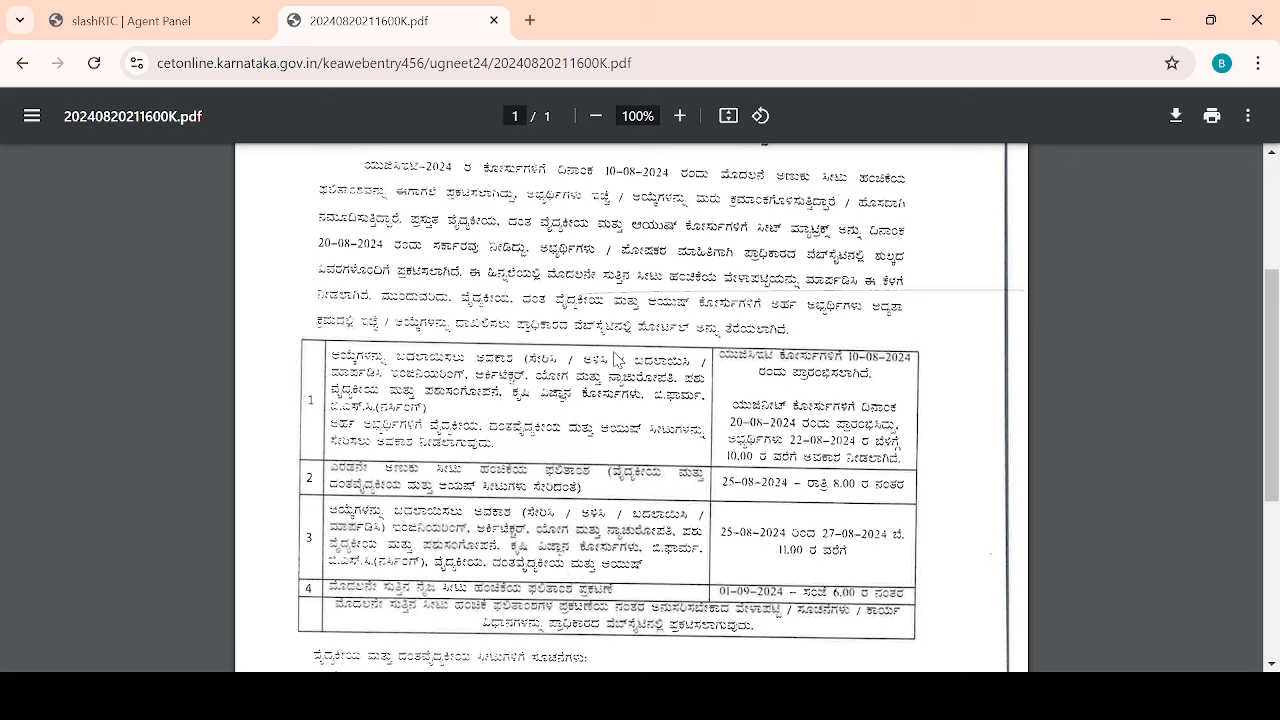 slashRTC | Agent Panel
20240820211600K.pdf
cetonline.karnataka.gov.in/keawebentry456/ugneet24/20240820211600K.pdf
B
20240820211600K.pdf
1 / 1
100%
ಯುಜಿಸಿಇಟಿ-2024 ರ ಕೋರ್ಸುಗಳಿಗೆ ದಿನಾಂಕ 10-08-2024 ರಂದು ಮೊದಲನೆ ಅಣುಕು ಸೀಟು ಹಂಚಿಕೆಯ
ಫಲಿತಾಂಶವನ್ನು ಈಗಾಗಲೆ ಪ್ರಕಟಿಸಲಾಗಿದ್ದು, ಅಭ್ಯರ್ಥಿಗಳು ಇಚ್ಛೆ / ಆಯ್ಕೆಗಳನ್ನು ಮರು ಕ್ರಮಾಂಕಗೊಳಿಸುತ್ತಿದ್ದಾರೆ / ಹೊಸದಾಗಿ
ನಮೂದಿಸುತ್ತಿದ್ದಾರೆ. ಪ್ರಸ್ತುತ ವೈದ್ಯಕೀಯ, ದಂತ ವೈದ್ಯಕೀಯ ಮತ್ತು ಆಯುಷ್ ಕೋರ್ಸುಗಳಿಗೆ ಸೀಟ್ ಮ್ಯಾಟ್ರಿಕ್ಸ್ ಅನ್ನು ದಿನಾಂಕ
20-08-2024 ರಂದು ಸರ್ಕಾರವು ನೀಡಿದ್ದು, ಅಭ್ಯರ್ಥಿಗಳು / ಪೋಷಕರ ಮಾಹಿತಿಗಾಗಿ ಪ್ರಾಧಿಕಾರದ ವೆಬ್‌ಸೈಟಿನಲ್ಲಿ ಶುಲ್ಕದ
ವಿವರಗಳೊಂದಿಗೆ ಪ್ರಕಟಿಸಲಾಗಿದೆ. ಈ ಹಿನ್ನಲೆಯಲ್ಲಿ ಮೊದಲನೇ ಸುತ್ತಿನ ಸೀಟು ಹಂಚಿಕೆಯ ವೇಳಾಪಟ್ಟಿಯನ್ನು ಮಾರ್ಪಡಿಸಿ ಈ ಕೆಳಗೆ
ನೀಡಲಾಗಿದೆ. ಮುಂದುವರಿದು, ವೈದ್ಯಕೀಯ, ದಂತ ವೈದ್ಯಕೀಯ ಮತ್ತು ಆಯುಷ್ ಕೋರ್ಸುಗಳಿಗೆ ಅರ್ಹ ಅಭ್ಯರ್ಥಿಗಳು ಆದ್ಯತಾ
ಕ್ರಮದಲ್ಲಿ ಇಚ್ಛೆ / ಆಯ್ಕೆಗಳನ್ನು ದಾಖಲಿಸಲು ಪ್ರಾಧಿಕಾರದ ವೆಬ್‌ಸೈಟಿನಲ್ಲಿ ಪೋರ್ಟಲ್ ಅನ್ನು ತೆರೆಯಲಾಗಿದೆ.
1
ಆಯ್ಕೆಗಳನ್ನು ಬದಲಾಯಿಸಲು ಅವಕಾಶ (ಸೇರಿಸಿ / ಅಳಿಸಿ / ಬದಲಾಯಿಸಿ /
ಮಾರ್ಪಡಿಸಿ ಇಂಜಿನಿಯರಿಂಗ್, ಆರ್ಕಿಟೆಕ್ಚರ್, ಯೋಗ ಮತ್ತು ನ್ಯಾಚುರೋಪತಿ, ಪಶು
ವೈದ್ಯಕೀಯ ಮತ್ತು ಪಶುಸಂಗೋಪನೆ, ಕೃಷಿ ವಿಜ್ಞಾನ ಕೋರ್ಸುಗಳು, ಬಿ.ಫಾರ್ಮ,
ಬಿ.ಎಸ್.ಸಿ.(ನರ್ಸಿಂಗ್)
ಅರ್ಹ ಅಭ್ಯರ್ಥಿಗಳಿಗೆ ವೈದ್ಯಕೀಯ, ದಂತವೈದ್ಯಕೀಯ ಮತ್ತು ಆಯುಷ್ ಸೀಟುಗಳನ್ನು
ಸೇರಿಸಲು ಅವಕಾಶ ನೀಡಲಾಗುವುದು.
ಯುಜಿಸಿಇಟಿ ಕೋರ್ಸುಗಳಿಗೆ 10-08-2024
ರಂದು ಪ್ರಾರಂಭಿಸಲಾಗಿದೆ.
ಯುಜಿನೀಟ್ ಕೋರ್ಸುಗಳಿಗೆ ದಿನಾಂಕ
20-08-2024 ರಂದು ಪ್ರಾರಂಭಿಸಿದ್ದು,
ಅಭ್ಯರ್ಥಿಗಳು 22-08-2024 ರ ಬೆಳಿಗ್ಗೆ
10.00 ರ ವರೆಗೆ ಅವಕಾಶ ನೀಡಲಾಗಿದೆ.
2
ಎರಡನೇ ಅಣುಕು ಸೀಟು ಹಂಚಿಕೆಯ ಫಲಿತಾಂಶ (ವೈದ್ಯಕೀಯ ಮತ್ತು
ದಂತವೈದ್ಯಕೀಯ ಮತ್ತು ಆಯಷ್ ಸೀಟುಗಳು ಸೇರಿದಂತೆ)
25-08-2024 – ರಾತ್ರಿ 8.00 ರ ನಂತರ
3
ಆಯ್ಕೆಗಳನ್ನು ಬದಲಾಯಿಸಲು ಅವಕಾಶ (ಸೇರಿಸಿ / ಅಳಿಸಿ / ಬದಲಾಯಿಸಿ /
ಮಾರ್ಪಡಿಸಿ) ಇಂಜಿನಿಯರಿಂಗ್, ಆರ್ಕಿಟೆಕ್ಚರ್, ಯೋಗ ಮತ್ತು ನ್ಯಾಚುರೋಪತಿ, ಪಶು
ವೈದ್ಯಕೀಯ ಮತ್ತು ಪಶುಸಂಗೋಪನೆ, ಕೃಷಿ ವಿಜ್ಞಾನ ಕೋರ್ಸುಗಳು, ಬಿ.ಫಾರ್ಮ,
ಬಿ.ಎಸ್.ಸಿ.(ನರ್ಸಿಂಗ್), ವೈದ್ಯಕೀಯ, ದಂತವೈದ್ಯಕೀಯ ಮತ್ತು ಆಯುಷ್
25-08-2024 ರಿಂದ 27-08-2024 ಬೆ.
11.00 ರ ವರೆಗೆ
4
ಮೊದಲನೇ ಸುತ್ತಿನ ನೈಜ ಸೀಟು ಹಂಚಿಕೆಯ ಫಲಿತಾಂಶ ಪ್ರಕಟಣೆ
01-09-2024 – ಸಂಜೆ 6.00 ರ ನಂತರ
ಮೊದಲನೇ ಸುತ್ತಿನ ಸೀಟು ಹಂಚಿಕೆ ಫಲಿತಾಂಶಗಳ ಪ್ರಕಟಣೆಯ ನಂತರ ಅನುಸರಿಸಬೇಕಾದ ವೇಳಾಪಟ್ಟಿ / ಸೂಚನೆಗಳು / ಕಾರ್ಯ
ವಿಧಾನಗಳನ್ನು ಪ್ರಾಧಿಕಾರದ ವೆಬ್‌ಸೈಟಿನಲ್ಲಿ ಪ್ರಕಟಿಸಲಾಗುವುದು.
ವೈದ್ಯಕೀಯ ಮತ್ತು ದಂತವೈದ್ಯಕೀಯ ಸೀಟುಗಳಿಗೆ ಸೂಚನೆಗಳು: